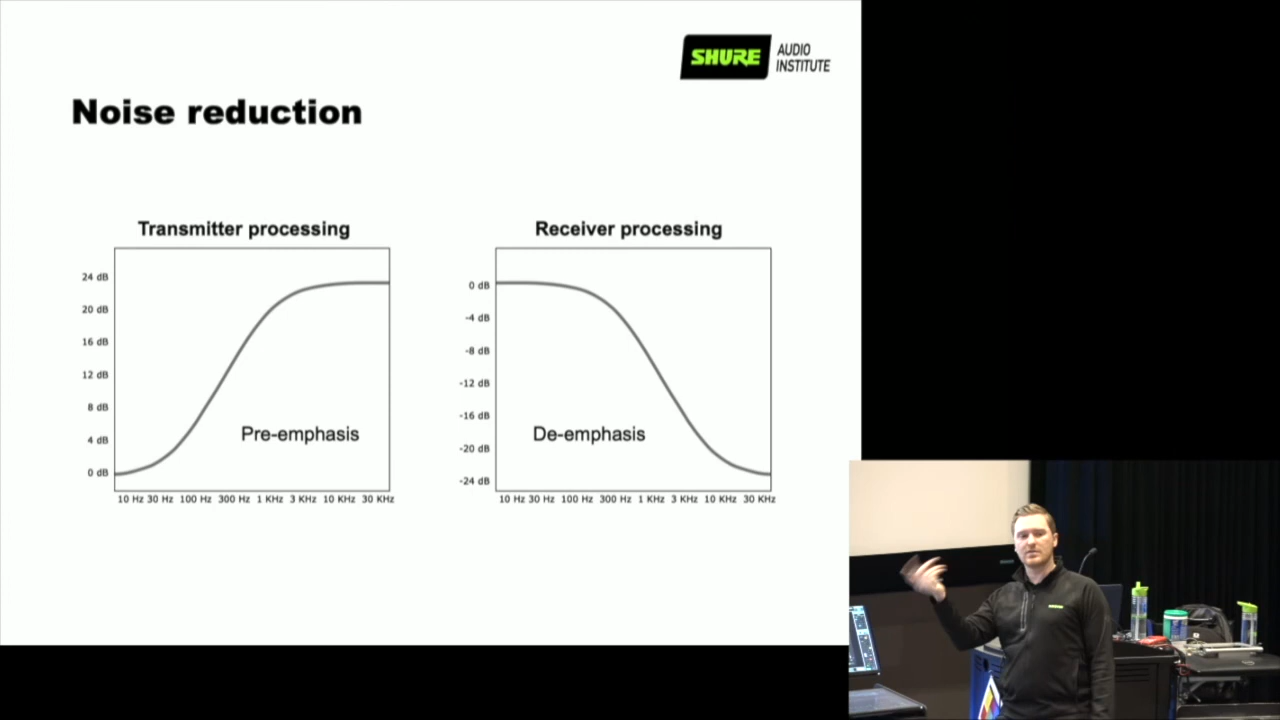 SHURE
AUDIO
INSTITUTE
Noise reduction
Transmitter processing
24 dB
20 dB
16 dB
12 dB
8 dB
4 dB
0 dB
Pre-emphasis
10 Hz 30 Hz 100 Hz 300 Hz 1 KHz 3 KHz 10 KHz 30 KHz
Receiver processing
0 dB
-4 dB
-8 dB
-12 dB
-16 dB
-20 dB
-24 dB
De-emphasis
10 Hz 30 Hz 100 Hz 300 Hz 1 KHz 3 KHz 10 KHz 30 KHz